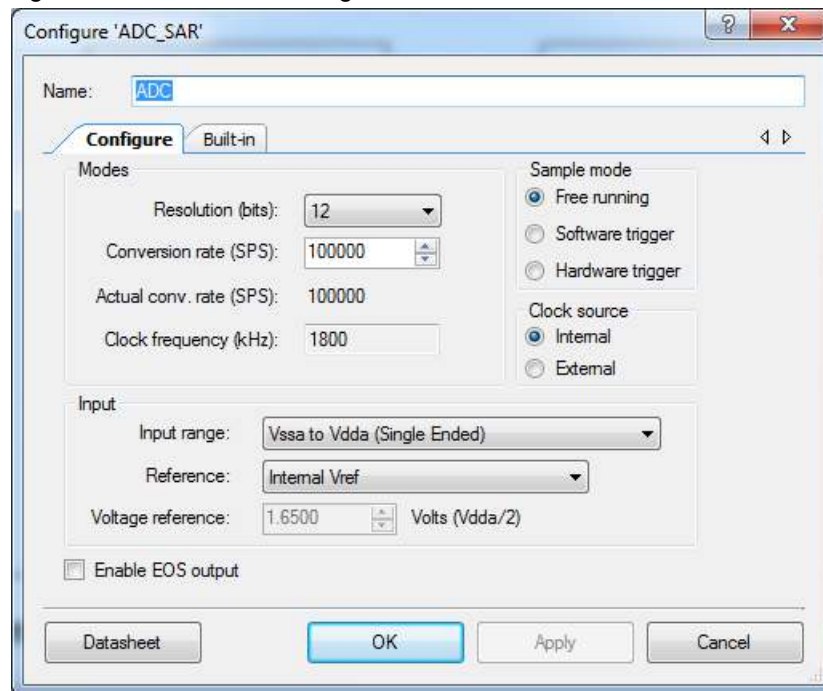 Configure 'ADC_SAR'
Name: ADC
Configure Built-in
Modes
Resolution (bits): 12
Conversion rate (SPS): 100000
Actual conv. rate (SPS): 100000
Clock frequency (kHz): 1800
Sample mode
Free running
Software trigger
Hardware trigger
Clock source
Internal
External
Input
Input range: Vssa to Vdda (Single Ended)
Reference: Internal Vref
Voltage reference: 1.6500 Volts (Vdda/2)
Enable EOS output
Datasheet OK Apply Cancel